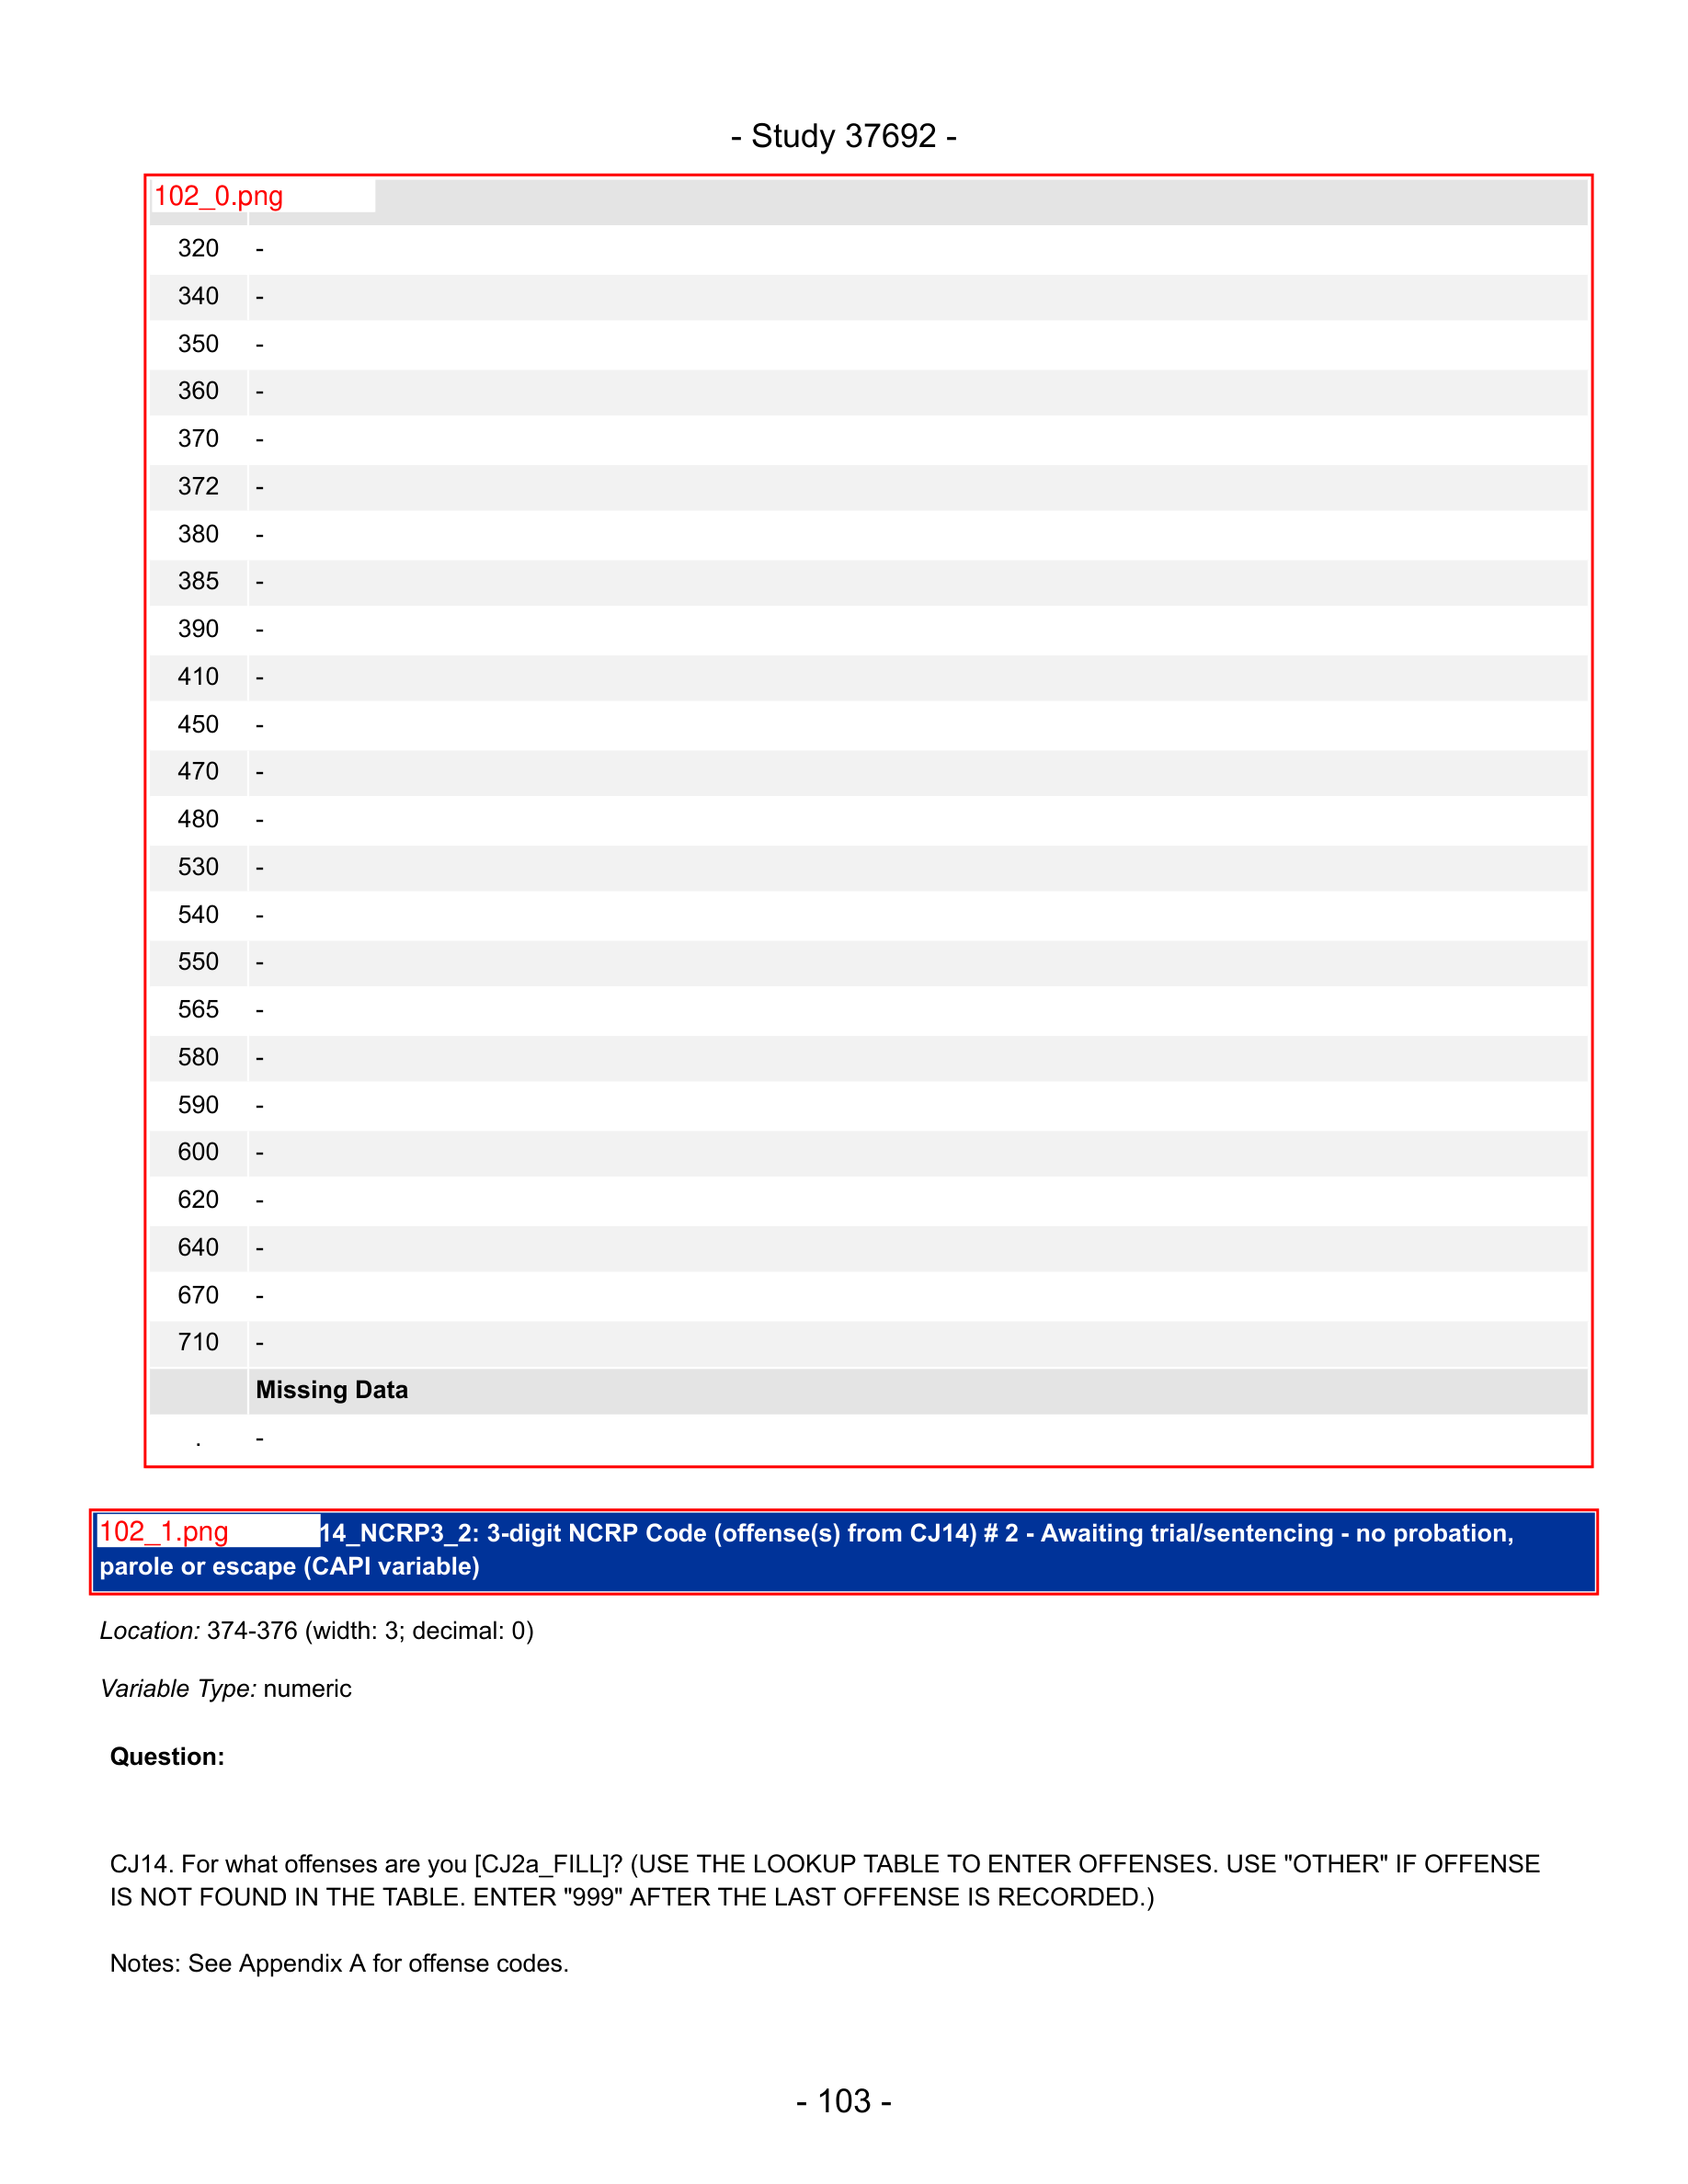 - Study 37692 -
102_0.png
320 -
340 -
350 -
360 -
370 -
372 -
380 -
385 -
390 -
410 -
450 -
470 -
480 -
530 -
540 -
550 -
565 -
580 -
590 -
600 -
620 -
640 -
670 -
710 -
Missing Data
. -
102_1.png 14_NCRP3_2: 3-digit NCRP Code (offense(s) from CJ14) # 2 - Awaiting trial/sentencing - no probation,
parole or escape (CAPI variable)
Location: 374-376 (width: 3; decimal: 0)
Variable Type: numeric
Question:
CJ14. For what offenses are you [CJ2a_FILL]? (USE THE LOOKUP TABLE TO ENTER OFFENSES. USE "OTHER" IF OFFENSE
IS NOT FOUND IN THE TABLE. ENTER "999" AFTER THE LAST OFFENSE IS RECORDED.)
Notes: See Appendix A for offense codes.
- 103 -